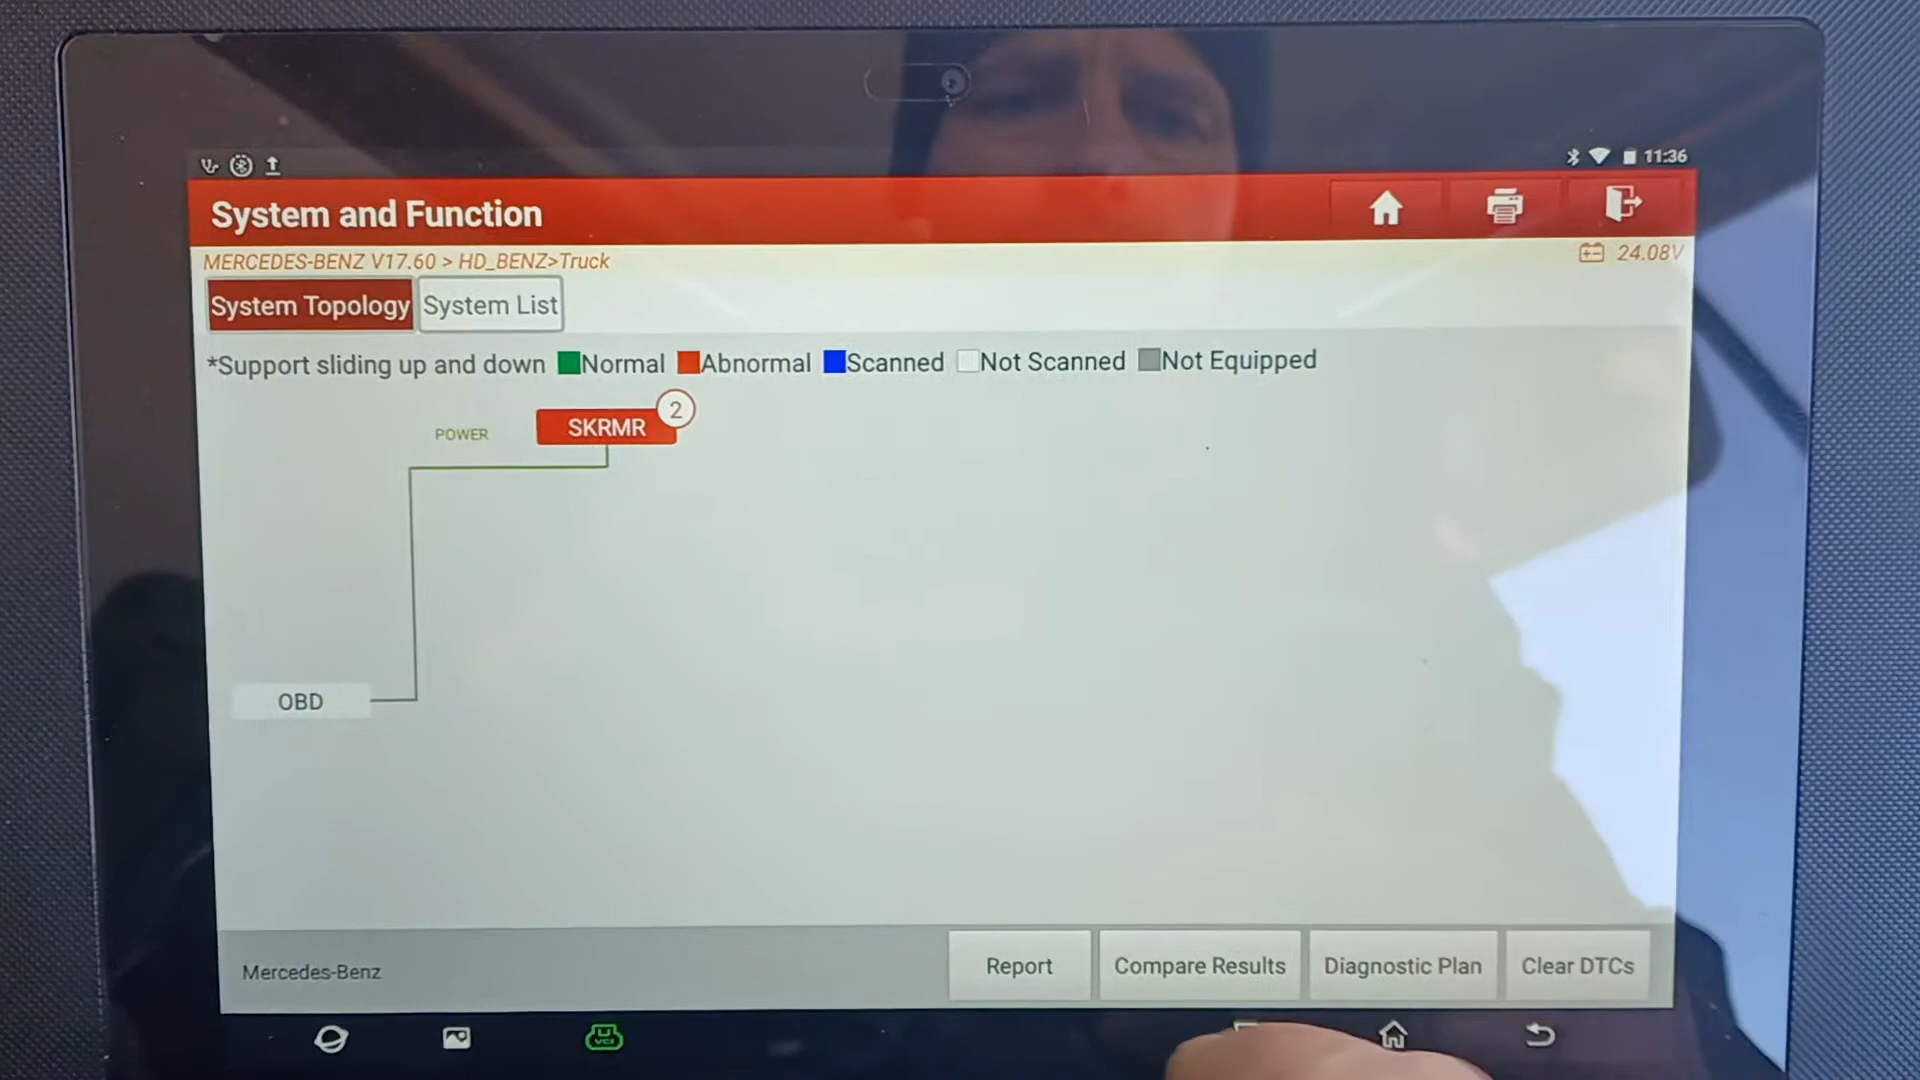 11:36
System and Function
MERCEDES-BENZ V17.60 > HD_BENZ>Truck
24.08V
System Topology
System List
*Support sliding up and down Normal Abnormal Scanned Not Scanned Not Equipped
POWER
SKRMR
2
OBD
Mercedes-Benz
Report
Compare Results
Diagnostic Plan
Clear DTCs
VCI